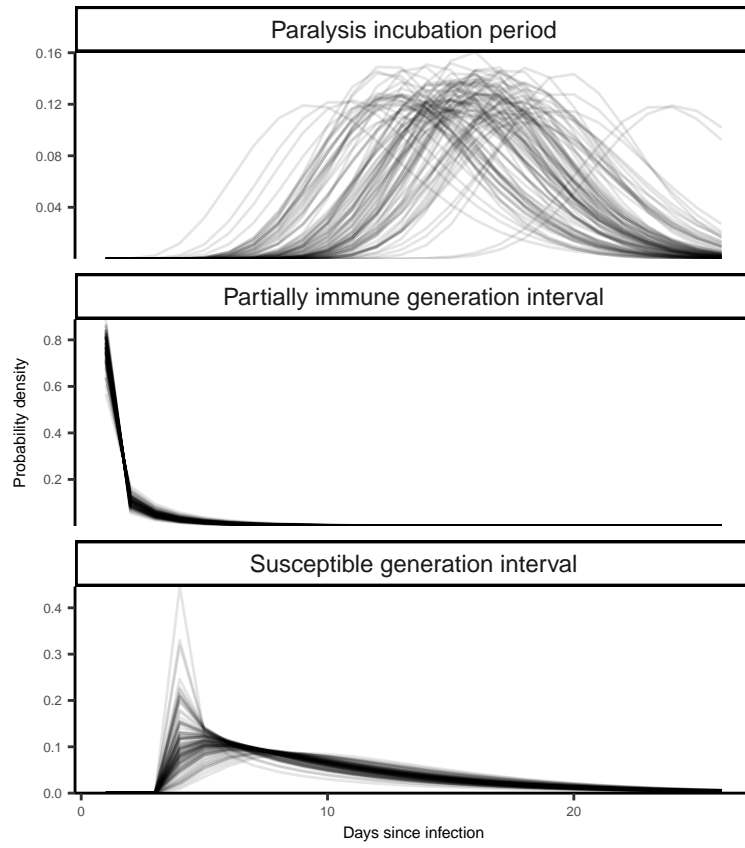 Paralysis incubation period
0.16
0.12
0.08
0.04
Partially immune generation interval
0.8
0.6
0.4
0.2
Probability density
Susceptible generation interval
0.4
0.3
0.2
0.1
0.0
0 10 20
Days since infection